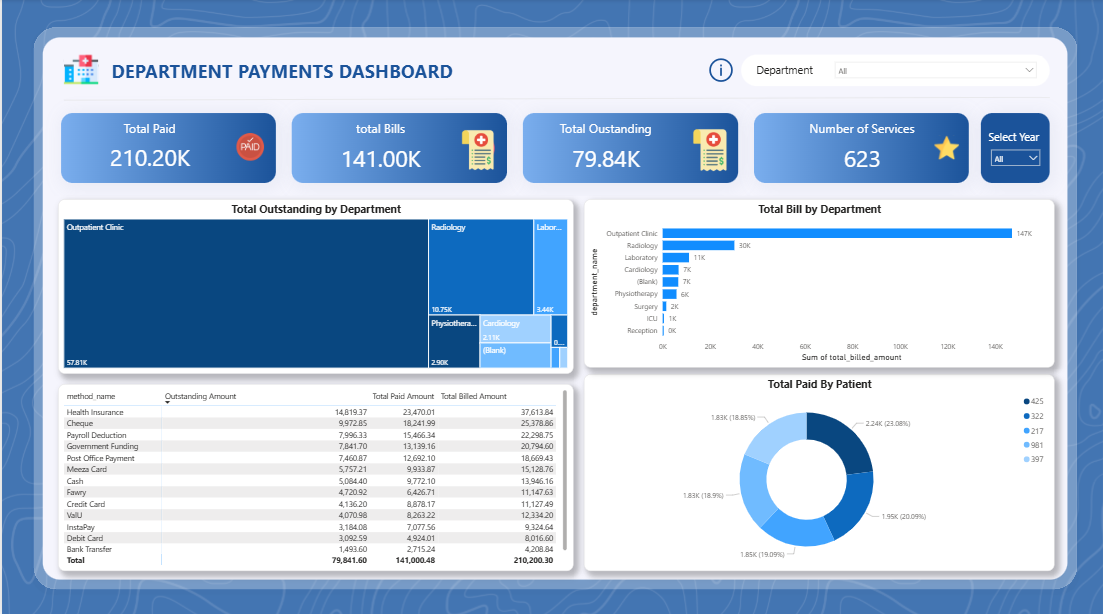 DEPARTMENT PAYMENTS DASHBOARD
i
Department
All
Total Paid
210.20K
PAID
total Bills
141.00K
Total Oustanding
79.84K
Number of Services
623
Select Year
All
Total Outstanding by Department
Outpatient Clinic
57.81K
Radiology
10.75K
Labor...
3.44K
Physiothera...
2.90K
Cardiology
2.11K
(Blank)
0...
Total Bill by Department
department_name
Outpatient Clinic 147K
Radiology 30K
Laboratory 11K
Cardiology 7K
(Blank) 7K
Physiotherapy 6K
Surgery 2K
ICU 1K
Reception 0K
0K 20K 40K 60K 80K 100K 120K 140K
Sum of total_billed_amount
method_name Outstanding Amount Total Paid Amount Total Billed Amount
Health Insurance 14,819.37 23,470.01 37,613.84
Cheque 9,972.85 18,241.99 25,378.86
Payroll Deduction 7,996.33 15,466.34 22,298.75
Government Funding 7,841.70 13,139.16 20,794.60
Post Office Payment 7,460.87 12,692.10 18,669.43
Meeza Card 5,757.21 9,933.87 15,128.76
Cash 5,084.40 9,772.10 13,946.16
Fawry 4,720.92 6,426.71 11,147.63
Credit Card 4,136.20 8,878.17 11,127.49
ValU 4,070.98 8,263.22 12,334.20
InstaPay 3,184.08 7,077.56 9,324.64
Debit Card 3,092.59 4,924.01 8,016.60
Bank Transfer 1,493.60 2,715.24 4,208.84
Total 79,841.60 141,000.48 210,200.30
Total Paid By Patient
2.24K (23.08%)
1.95K (20.09%)
1.85K (19.09%)
1.83K (18.9%)
1.83K (18.85%)
425
322
217
981
397